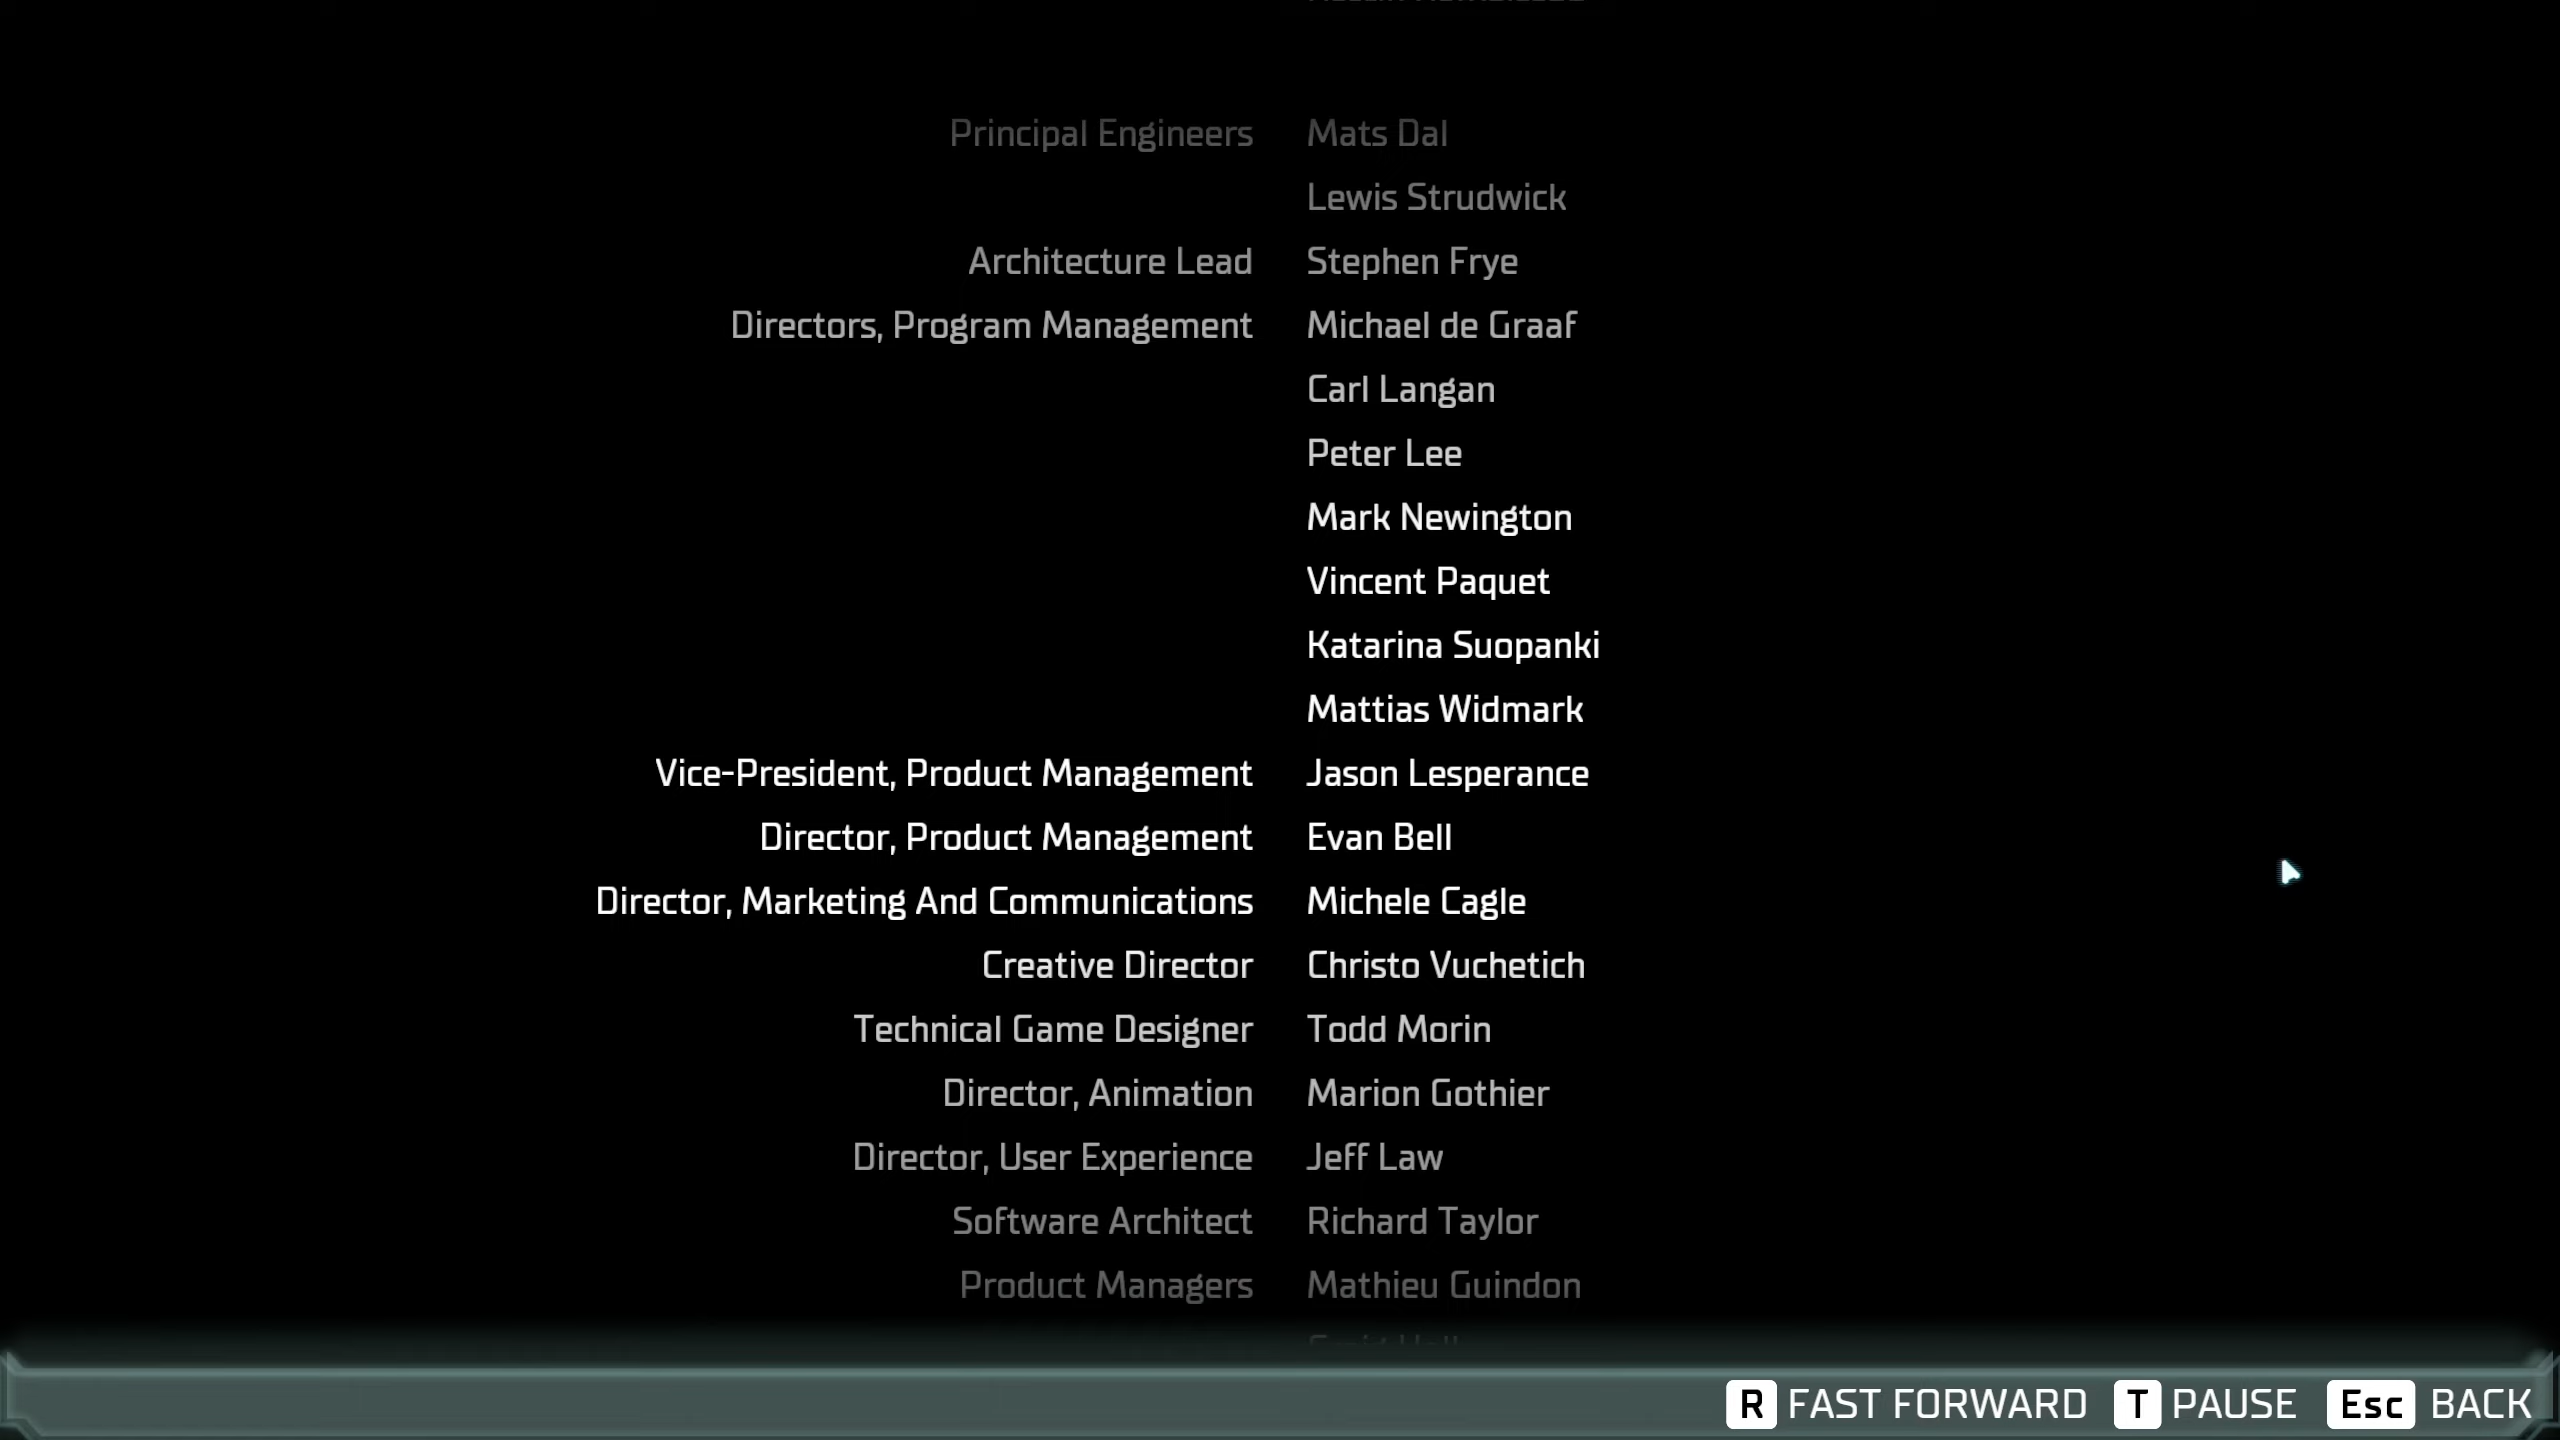 Principal Engineers Mats Dal
Lewis Strudwick
Architecture Lead Stephen Frye
Directors, Program Management Michael de Graaf
Carl Langan
Peter Lee
Mark Newington
Vincent Paquet
Katarina Suopanki
Mattias Widmark
Vice-President, Product Management Jason Lesperance
Director, Product Management Evan Bell
Director, Marketing And Communications Michele Cagle
Creative Director Christo Vuchetich
Technical Game Designer Todd Morin
Director, Animation Marion Gothier
Director, User Experience Jeff Law
Software Architect Richard Taylor
Product Managers Mathieu Guindon
R FAST FORWARD T PAUSE Esc BACK